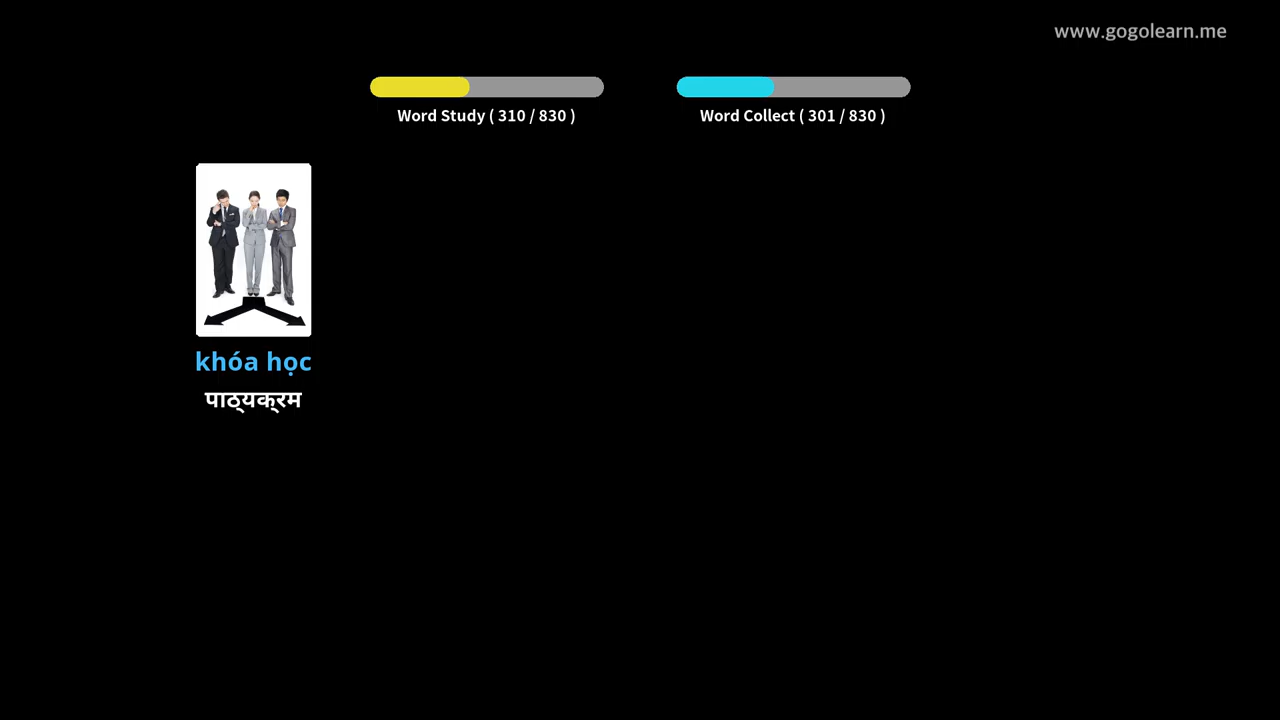 www.gogolearn.me
Word Study ( 310 / 830 )
Word Collect ( 301 / 830 )
khóa học
पाठ्यक्रम